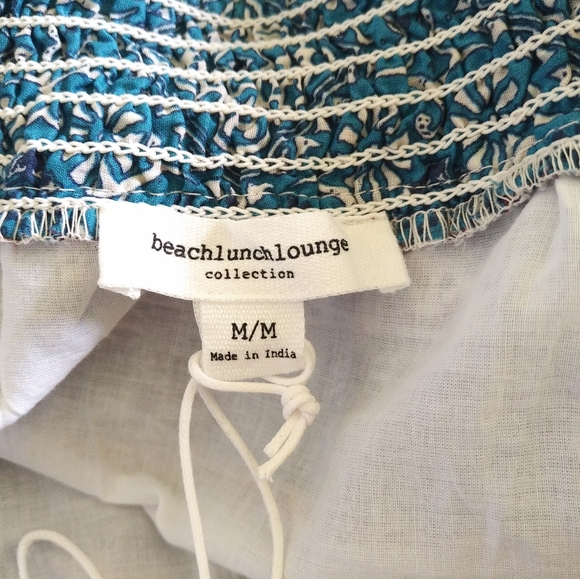 beachlunchlounge
collection
M/M
Made in India